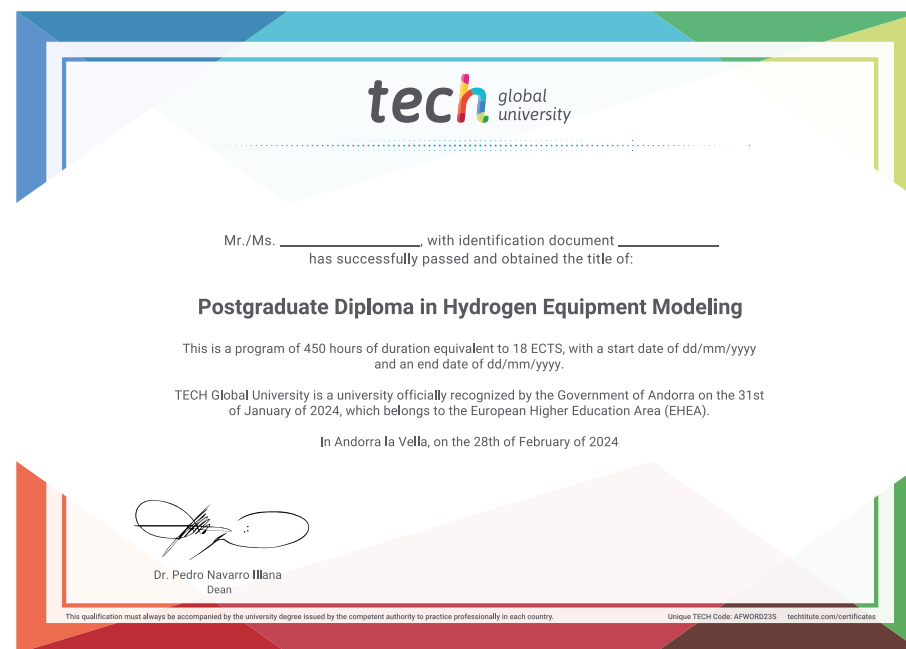 tech global university
Mr./Ms. ____________, with identification document ____________
has successfully passed and obtained the title of:
Postgraduate Diploma in Hydrogen Equipment Modeling
This is a program of 450 hours of duration equivalent to 18 ECTS, with a start date of dd/mm/yyyy
and an end date of dd/mm/yyyy.
TECH Global University is a university officially recognized by the Government of Andorra on the 31st
of January of 2024, which belongs to the European Higher Education Area (EHEA).
In Andorra la Vella, on the 28th of February of 2024
Dr. Pedro Navarro Illana
Dean
This qualification must always be accompanied by the university degree issued by the competent authority to practice professionally in each country. Unique TECH Code: AFWORD23S techtitute.com/certificates